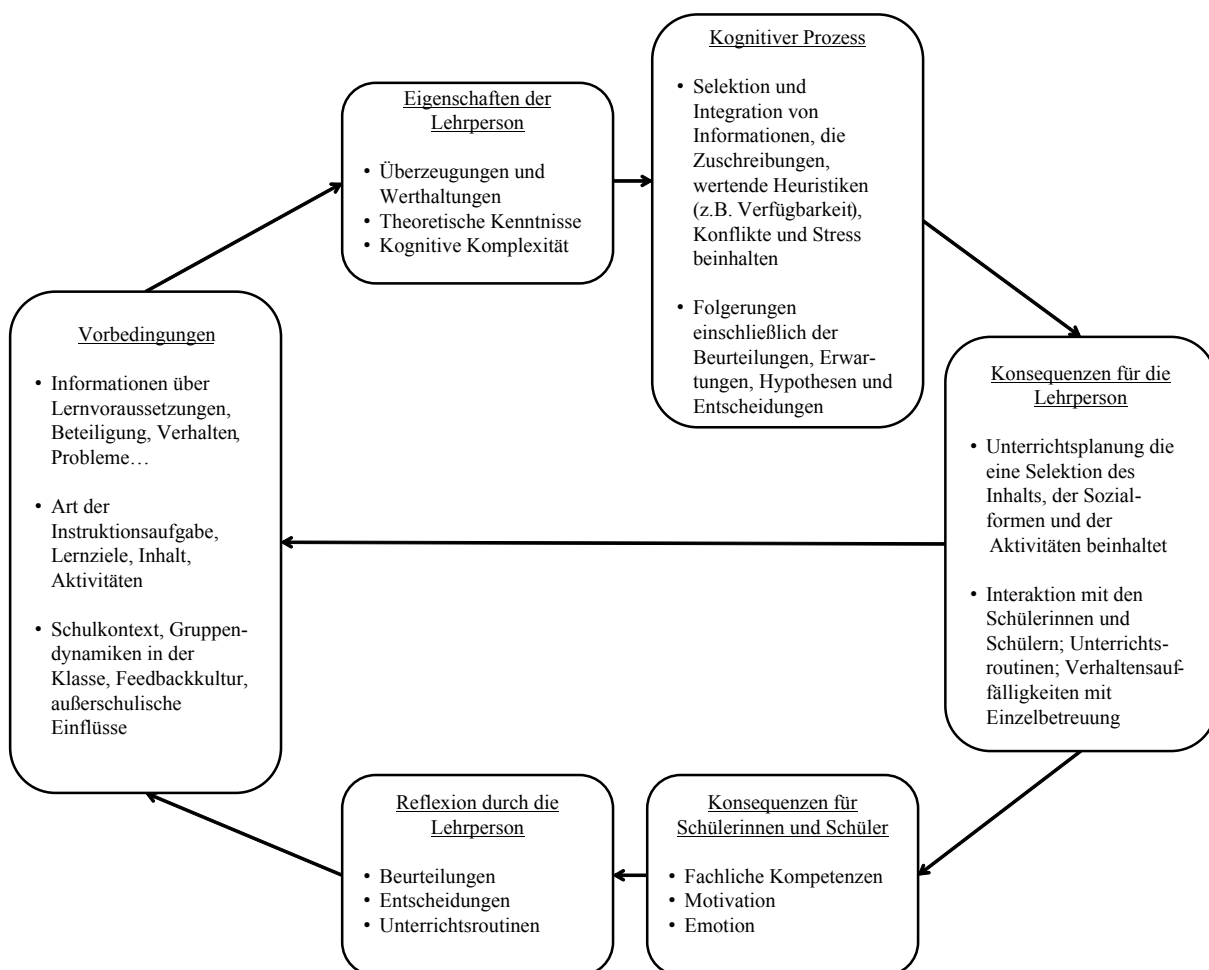 Kognitiver Prozess
• Selektion und
Integration von
Informationen, die
Zuschreibungen,
wertende Heuristiken
(z.B. Verfügbarkeit),
Konflikte und Stress
beinhalten
• Folgerungen
einschließlich der
Beurteilungen, Erwar-
tungen, Hypothesen und
Entscheidungen
Eigenschaften der
Lehrperson
• Überzeugungen und
Werthaltungen
• Theoretische Kenntnisse
• Kognitive Komplexität
Vorbedingungen
• Informationen über
Lernvoraussetzungen,
Beteiligung, Verhalten,
Probleme…
• Art der
Instruktionsaufgabe,
Lernziele, Inhalt,
Aktivitäten
• Schulkontext, Gruppen-
dynamiken in der
Klasse, Feedbackkultur,
außerschulische
Einflüsse
Konsequenzen für die
Lehrperson
• Unterrichtsplanung die
eine Selektion des
Inhalts, der Sozial-
formen und der
Aktivitäten beinhaltet
• Interaktion mit den
Schülerinnen und
Schülern; Unterrichts-
routinen; Verhaltensauf-
fälligkeiten mit
Einzelbetreuung
Reflexion durch die
Lehrperson
• Beurteilungen
• Entscheidungen
• Unterrichtsroutinen
Konsequenzen für
Schülerinnen und Schüler
• Fachliche Kompetenzen
• Motivation
• Emotion